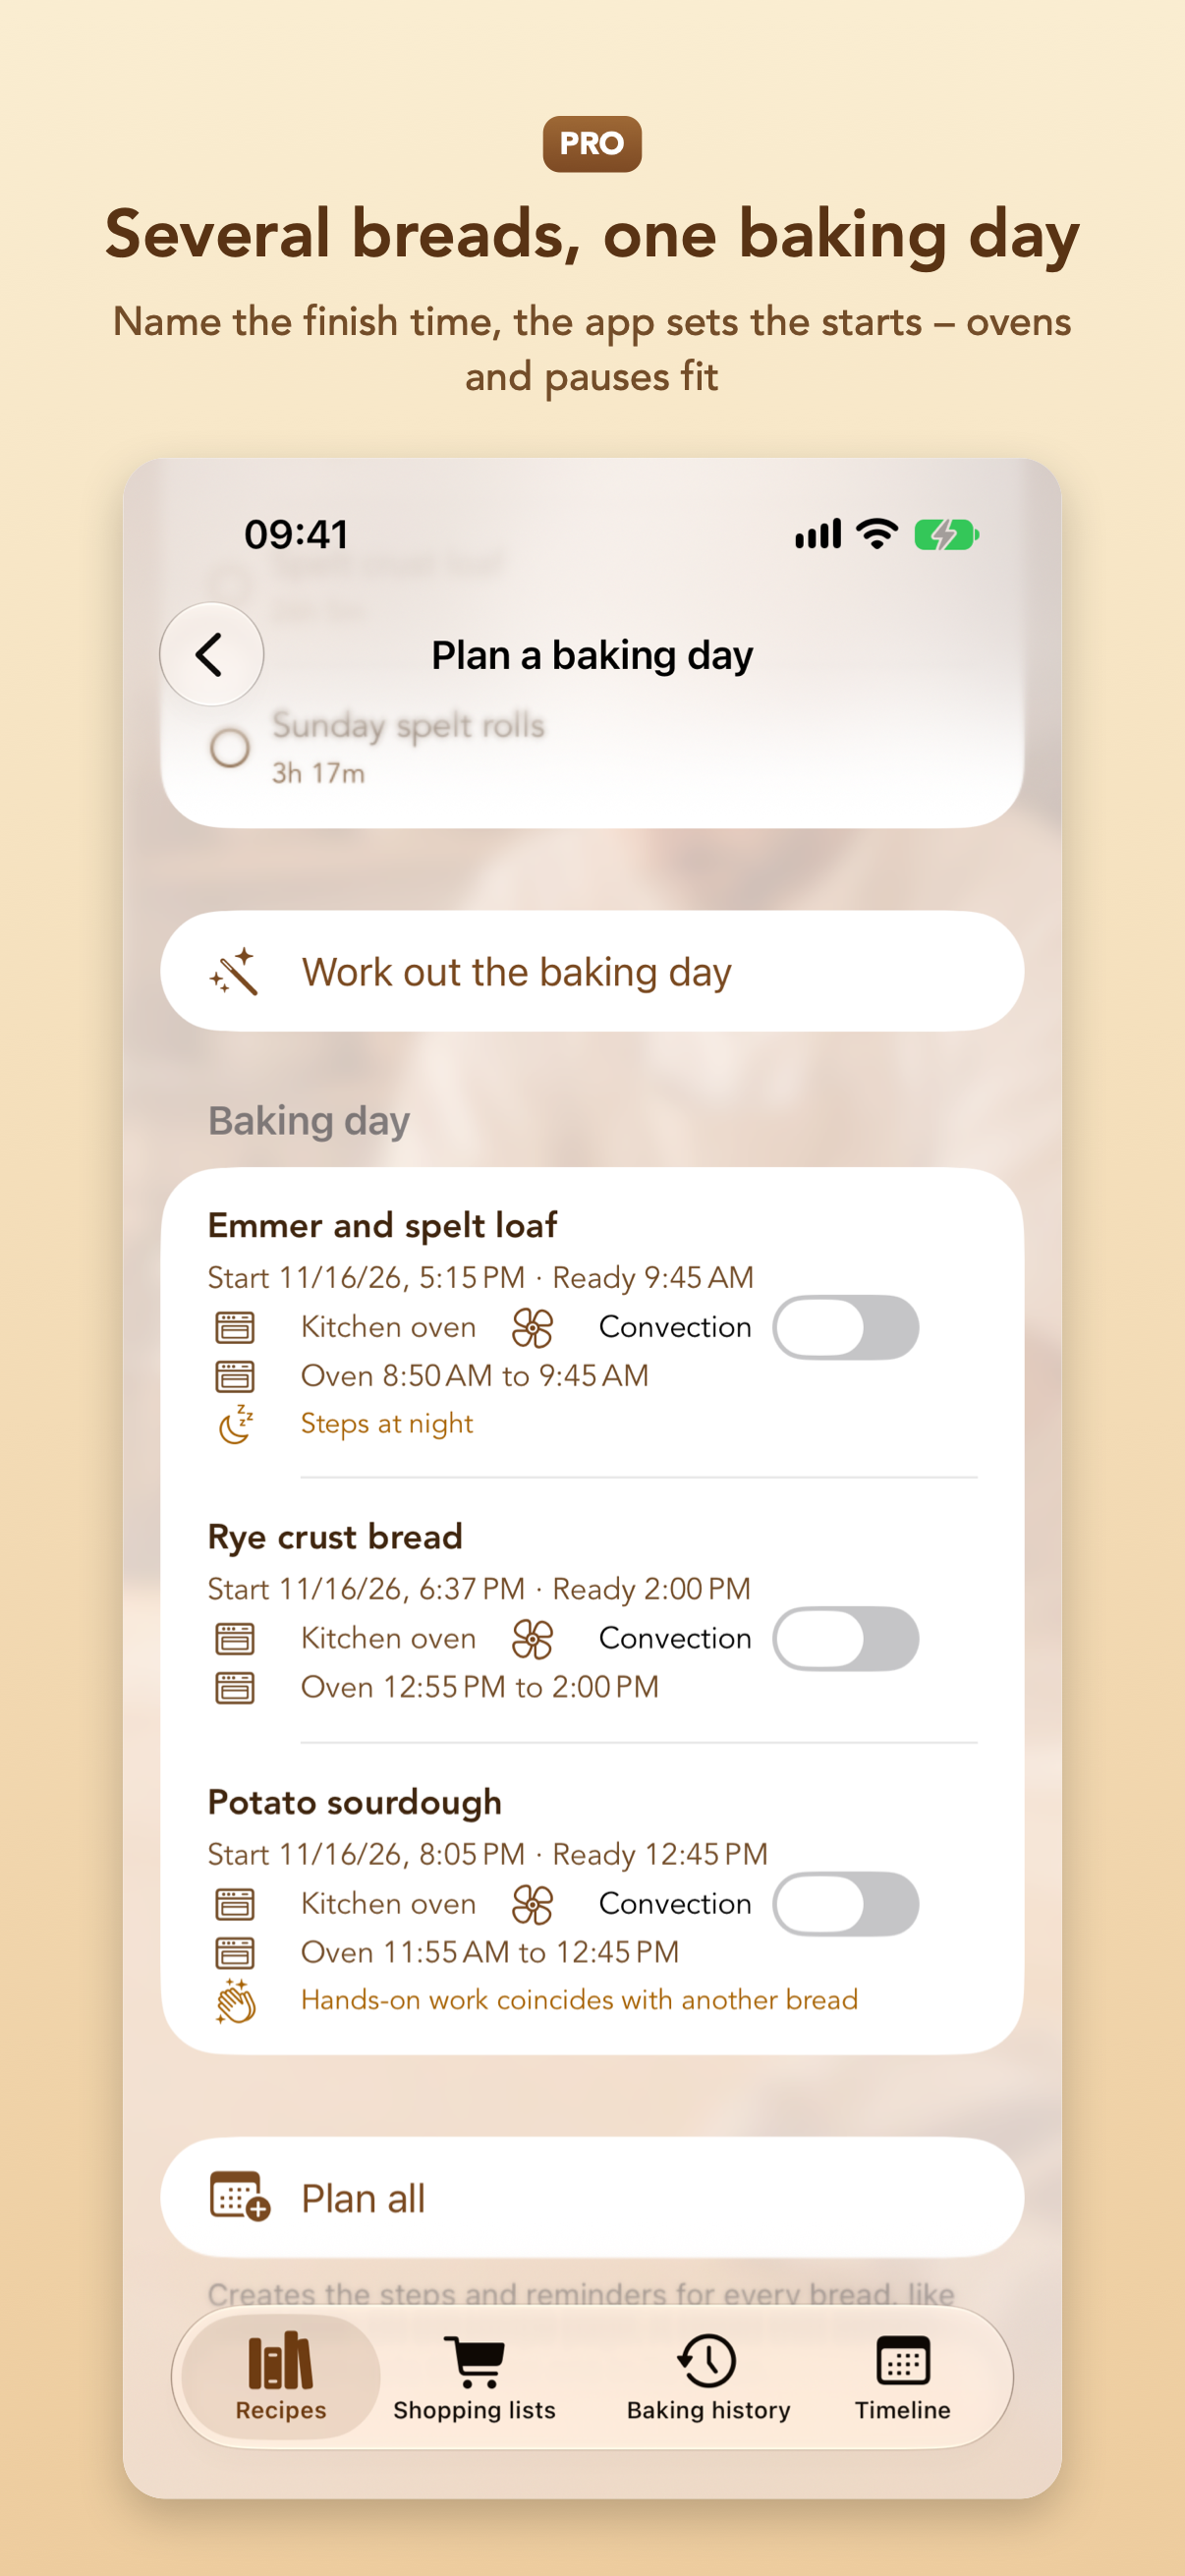 PRO
Several breads, one baking day
Name the finish time, the app sets the starts – ovens
and pauses fit
09:41
Spelt crust loaf
Plan a baking day
Sunday spelt rolls
3h 17m
Work out the baking day
Baking day
Emmer and spelt loaf
Start 11/16/26, 5:15 PM · Ready 9:45 AM
Kitchen oven Convection
Oven 8:50 AM to 9:45 AM
Steps at night
Rye crust bread
Start 11/16/26, 6:37 PM · Ready 2:00 PM
Kitchen oven Convection
Oven 12:55 PM to 2:00 PM
Potato sourdough
Start 11/16/26, 8:05 PM · Ready 12:45 PM
Kitchen oven Convection
Oven 11:55 AM to 12:45 PM
Hands-on work coincides with another bread
Plan all
Creates the steps and reminders for every bread, like
Recipes Shopping lists Baking history Timeline